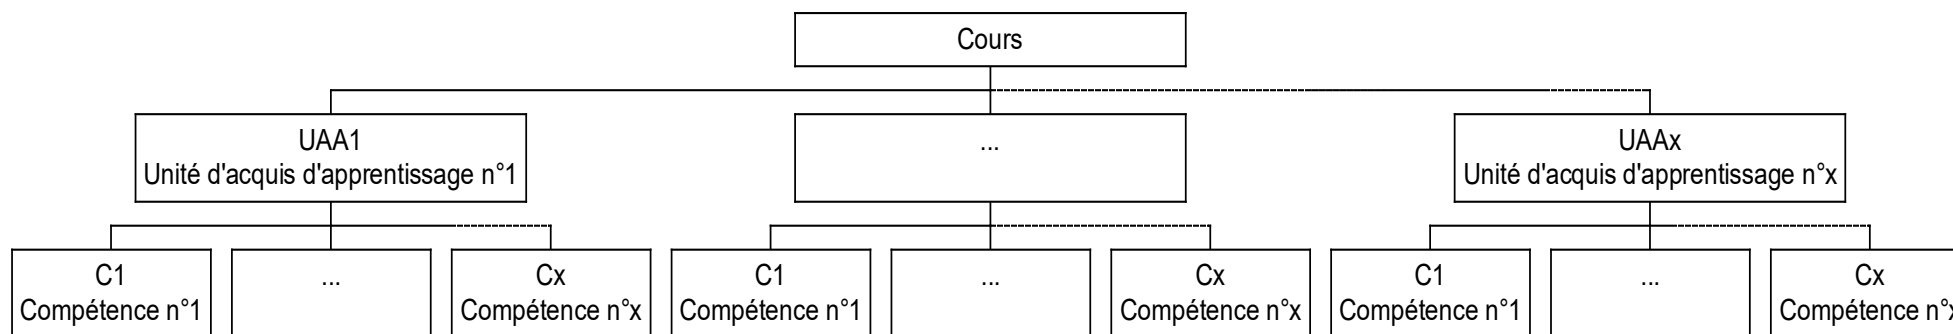 Cours
UAA1
Unité d'acquis d'apprentissage n°1
...
UAAx
Unité d'acquis d'apprentissage n°x
C1
Compétence n°1
...
Cx
Compétence n°x
C1
Compétence n°1
...
Cx
Compétence n°x
C1
Compétence n°1
...
Cx
Compétence n°x